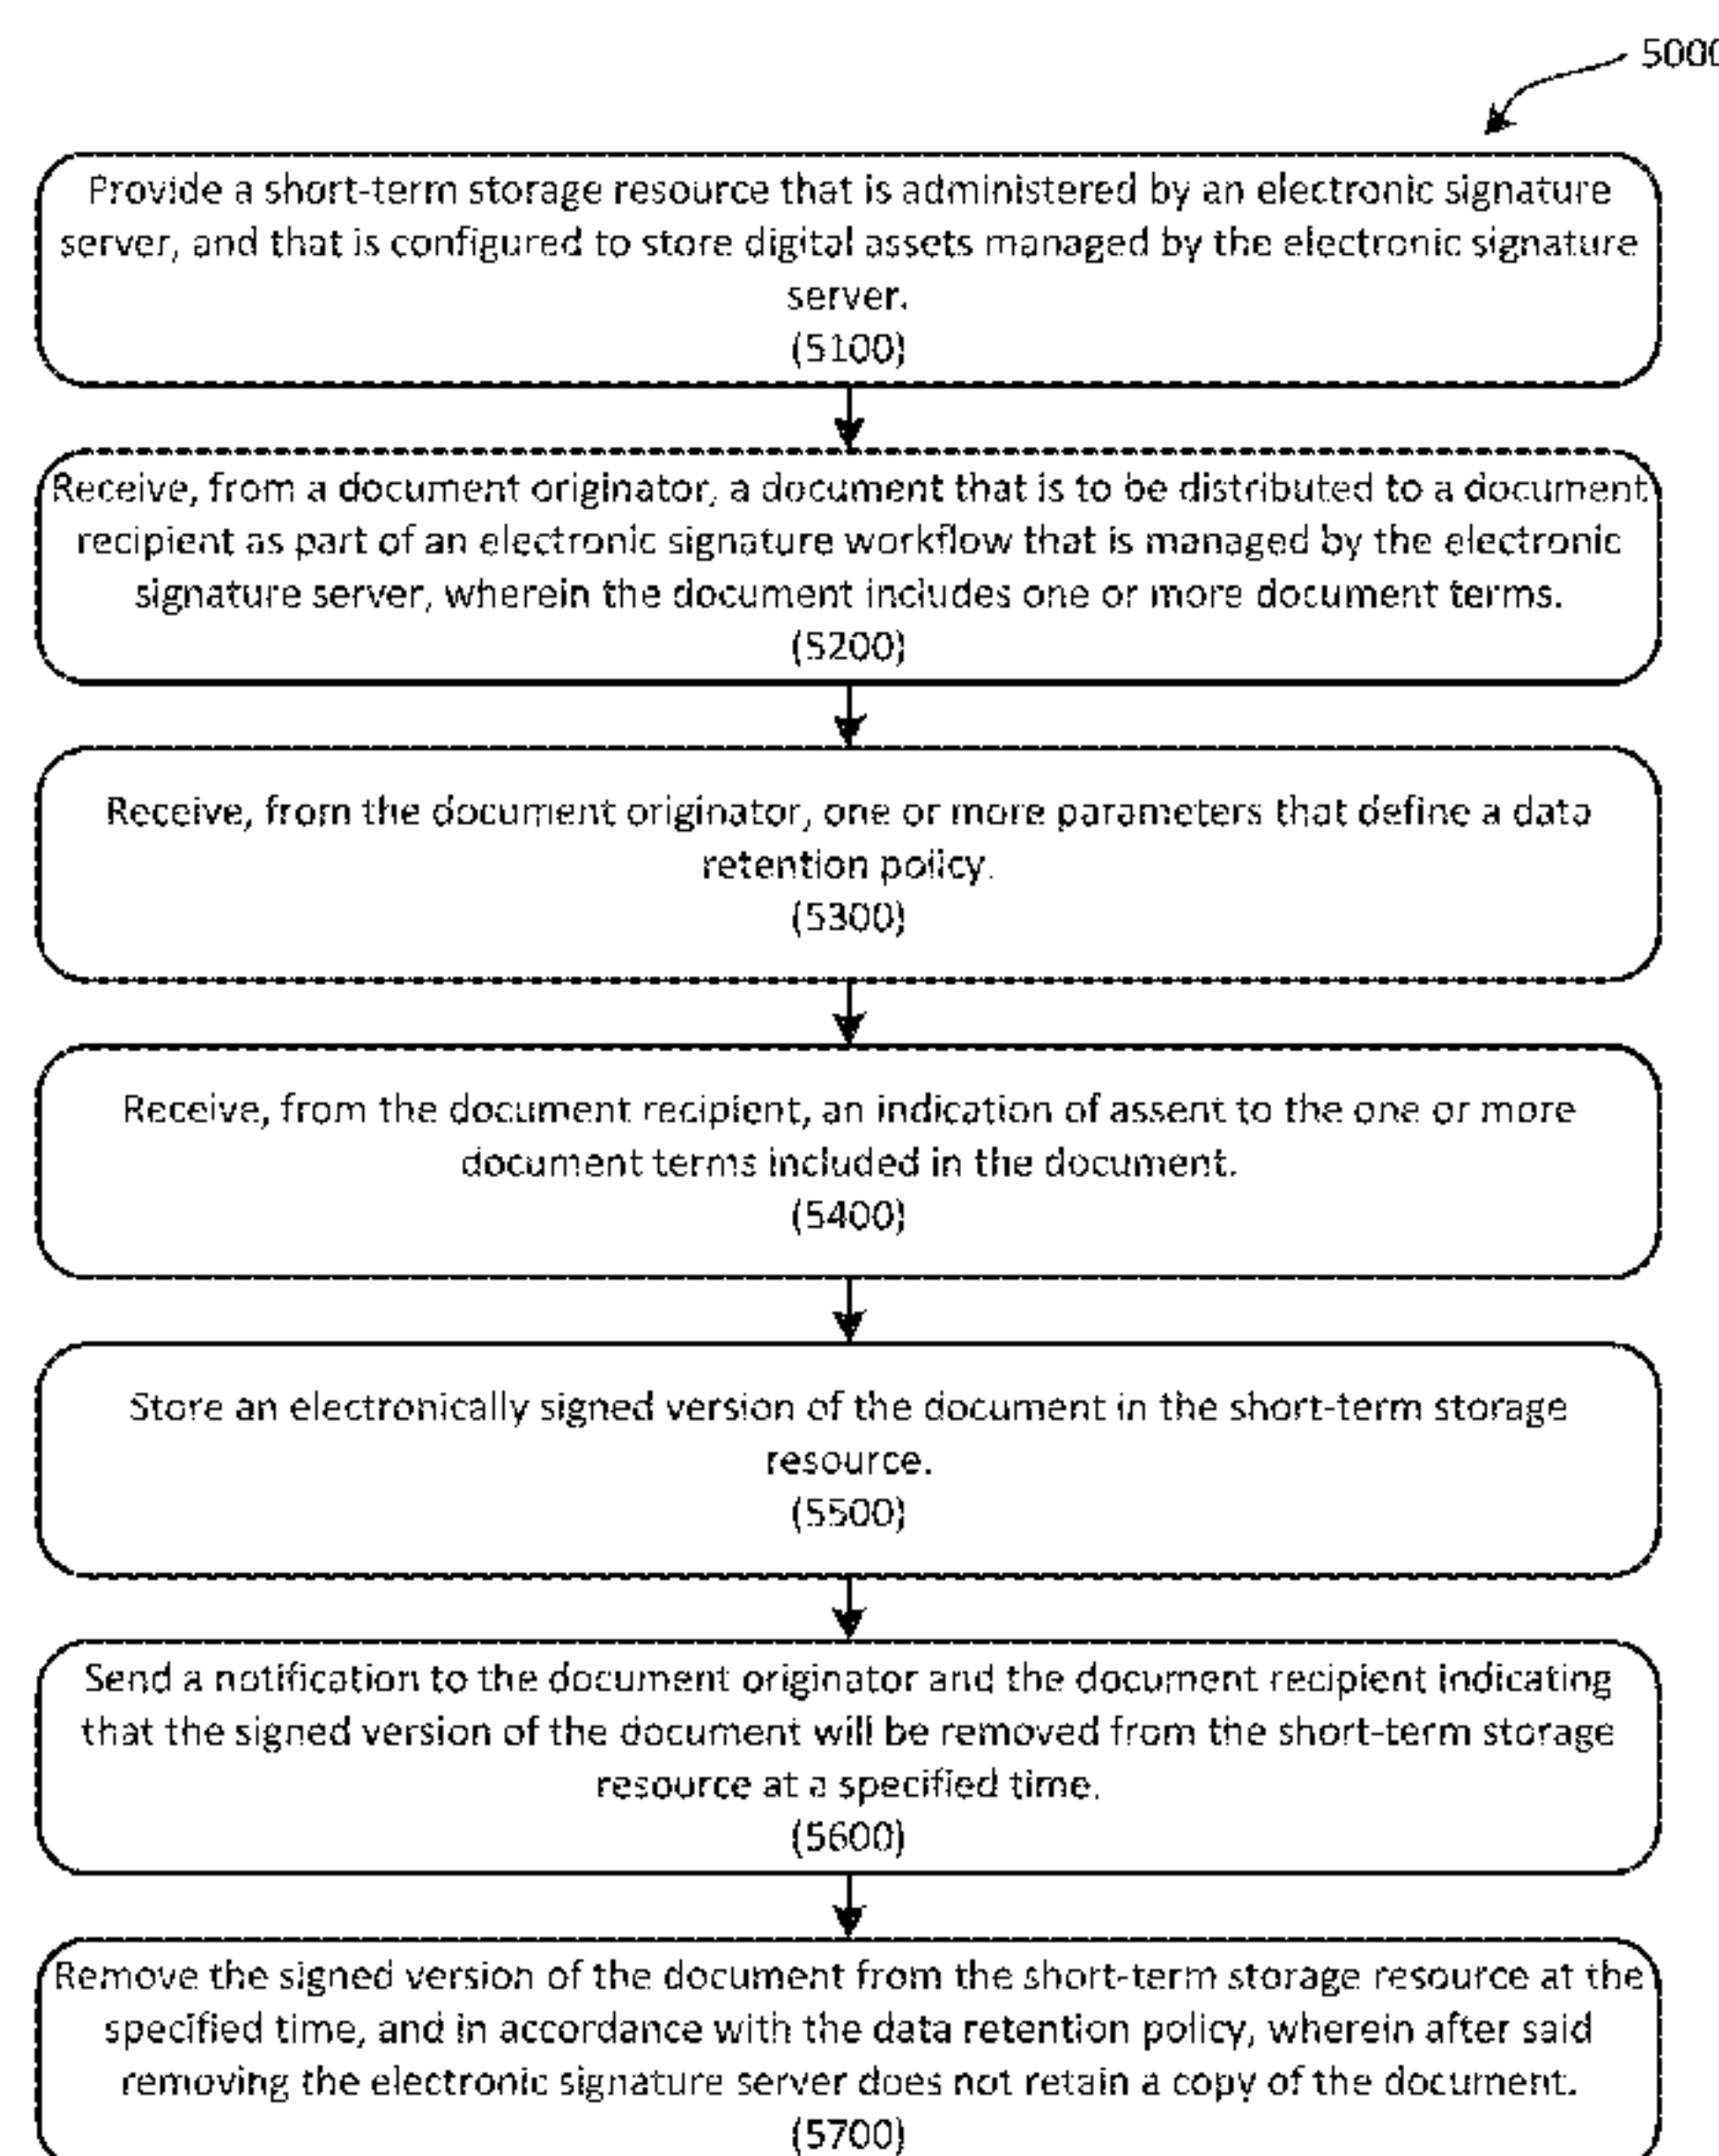 5000
Provide a short-term storage resource that is administered by an electronic signature
server, and that is configured to store digital assets managed by the electronic signature
server.
(5100)
Receive, from a document originator, a document that is to be distributed to a document
recipient as part of an electronic signature workflow that is managed by the electronic
signature server, wherein the document includes one or more document terms.
(5200)
Receive, from the document originator, one or more parameters that define a data
retention policy.
(5300)
Receive, from the document recipient, an indication of assent to the one or more
document terms included in the document.
(5400)
Store an electronically signed version of the document in the short-term storage
resource.
(5500)
Send a notification to the document originator and the document recipient indicating
that the signed version of the document will be removed from the short-term storage
resource at a specified time.
(5600)
Remove the signed version of the document from the short-term storage resource at the
specified time, and in accordance with the data retention policy, wherein after said
removing the electronic signature server does not retain a copy of the document.
(5700)